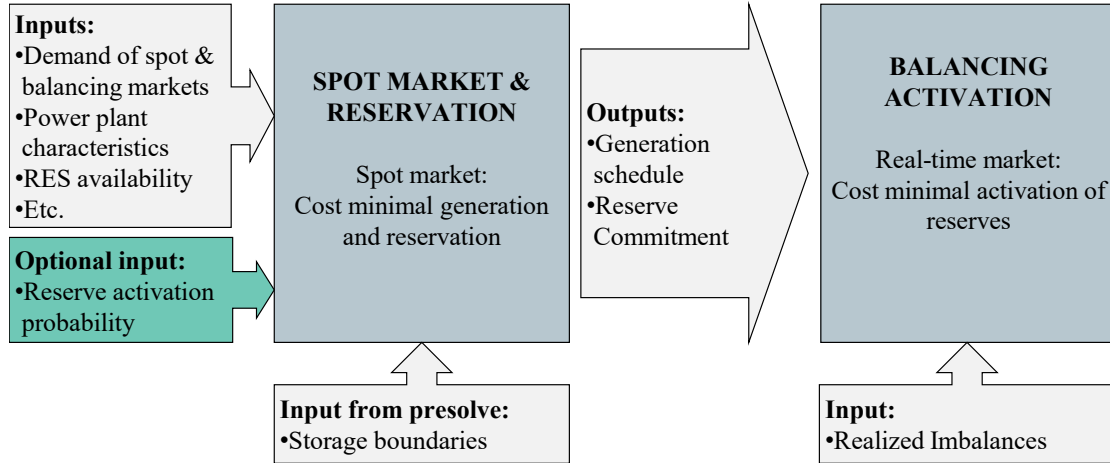 Inputs:
•Demand of spot &
balancing markets
•Power plant
characteristics
•RES availability
•Etc.
Optional input:
•Reserve activation
probability
SPOT MARKET &
RESERVATION
Spot market:
Cost minimal generation
and reservation
Input from presolve:
•Storage boundaries
Outputs:
•Generation
schedule
•Reserve
Commitment
BALANCING
ACTIVATION
Real-time market:
Cost minimal activation of
reserves
Input:
•Realized Imbalances